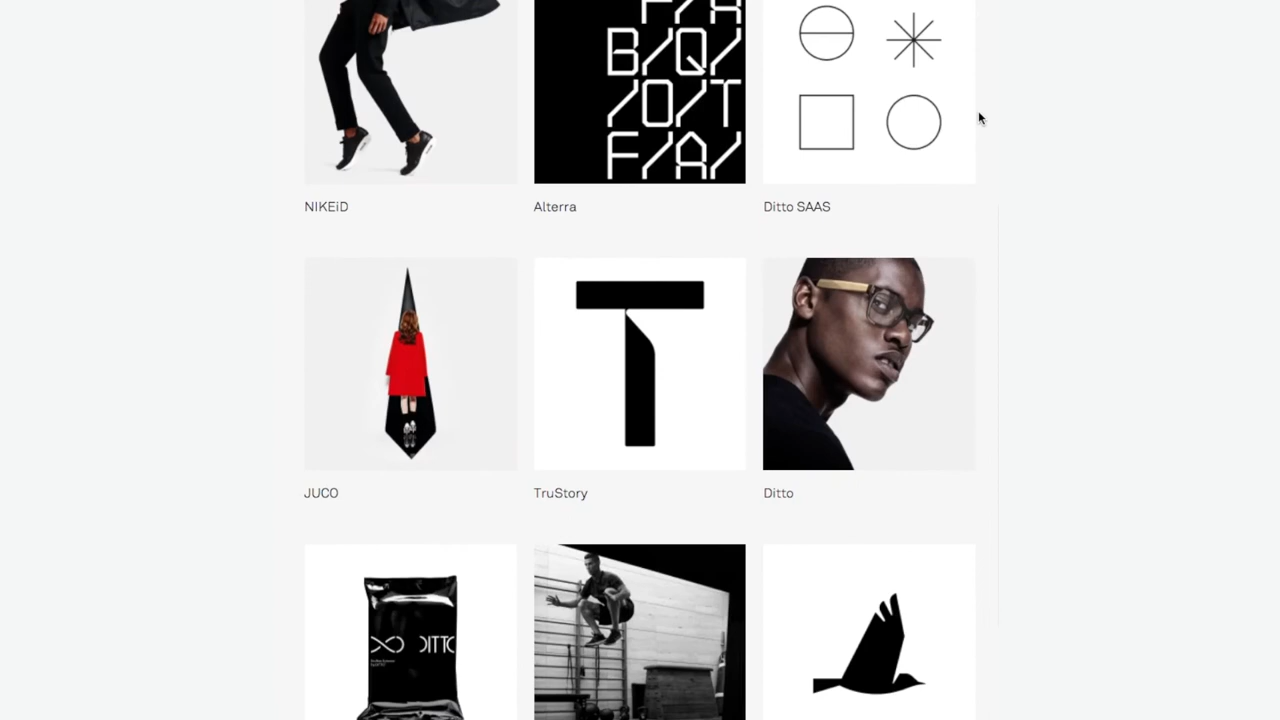 F/R
B/Q/
/O/T
F/A/
NIKEiD
Alterra
Ditto SAAS
JUCO
TruStory
Ditto
DITTO